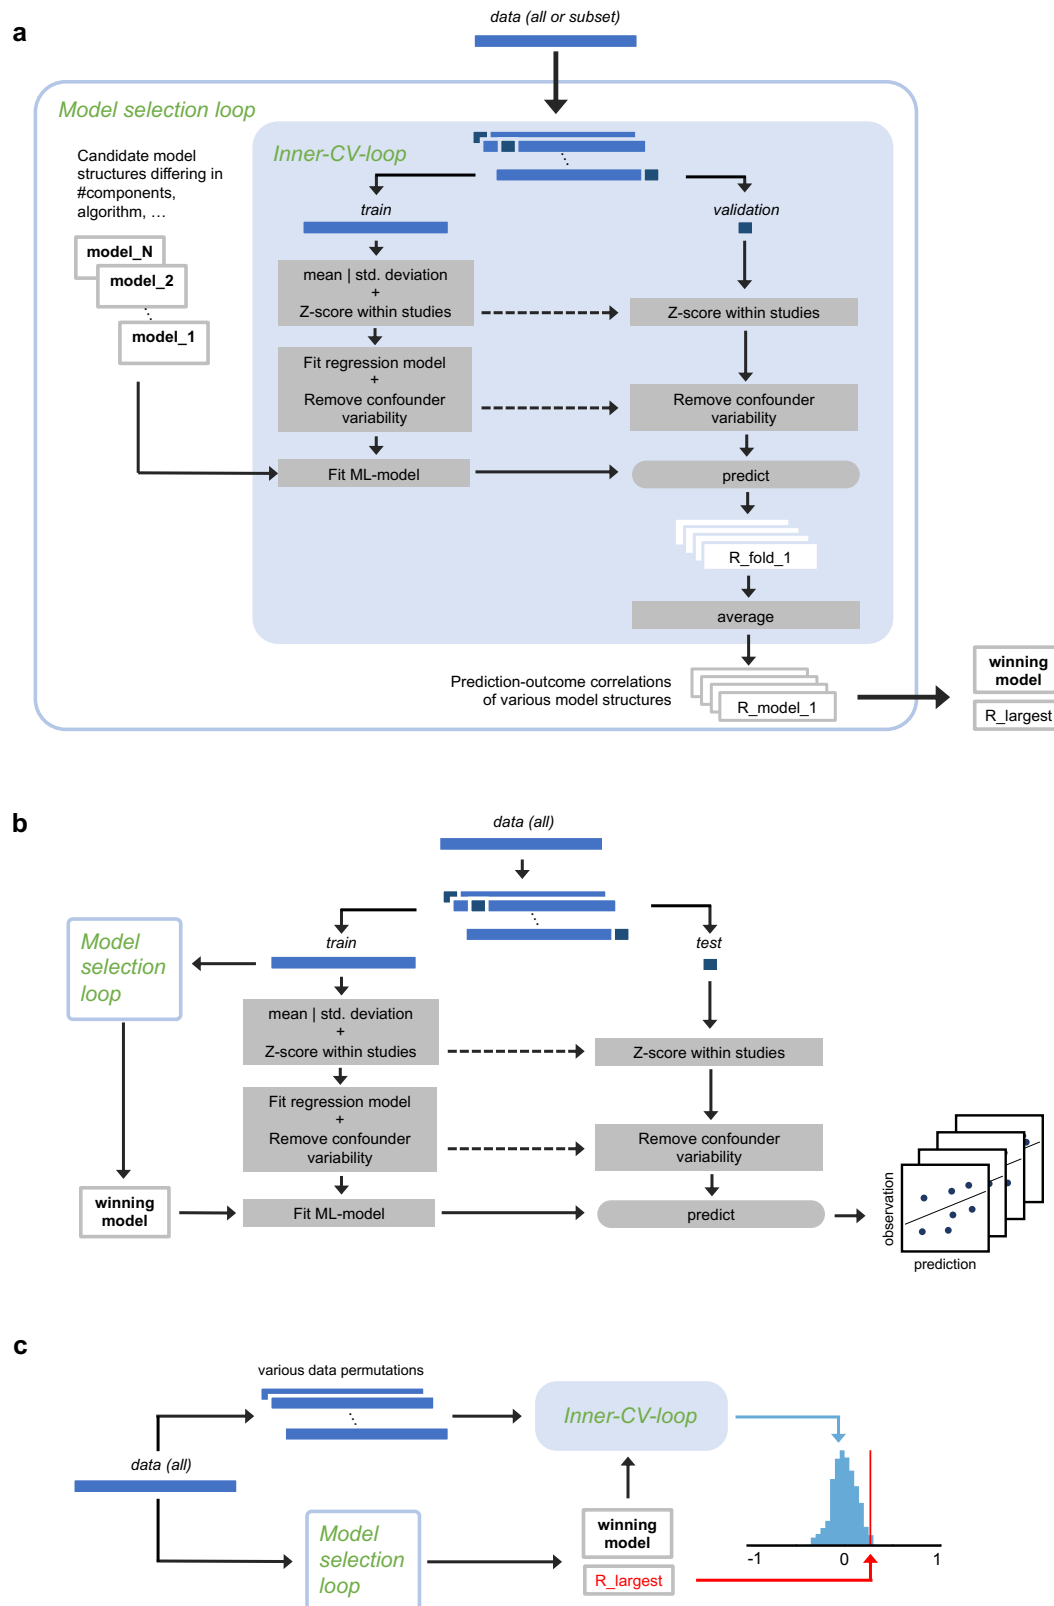 a
data (all or subset)
Model selection loop
Inner-CV-loop
Candidate model
structures differing in
#components,
algorithm, …
train
validation
model_N
model_2
model_1
mean | std. deviation
+
Z-score within studies
Z-score within studies
Fit regression model
+
Remove confounder
variability
Remove confounder
variability
Fit ML-model
predict
R_fold_1
average
Prediction-outcome correlations
of various model structures
R_model_1
winning
model
R_largest
b
data (all)
Model
selection
loop
train
test
mean | std. deviation
+
Z-score within studies
Z-score within studies
Fit regression model
+
Remove confounder
variability
Remove confounder
variability
winning
model
Fit ML-model
predict
observation
prediction
c
various data permutations
Inner-CV-loop
data (all)
Model
selection
loop
winning
model
R_largest
-1
0
1